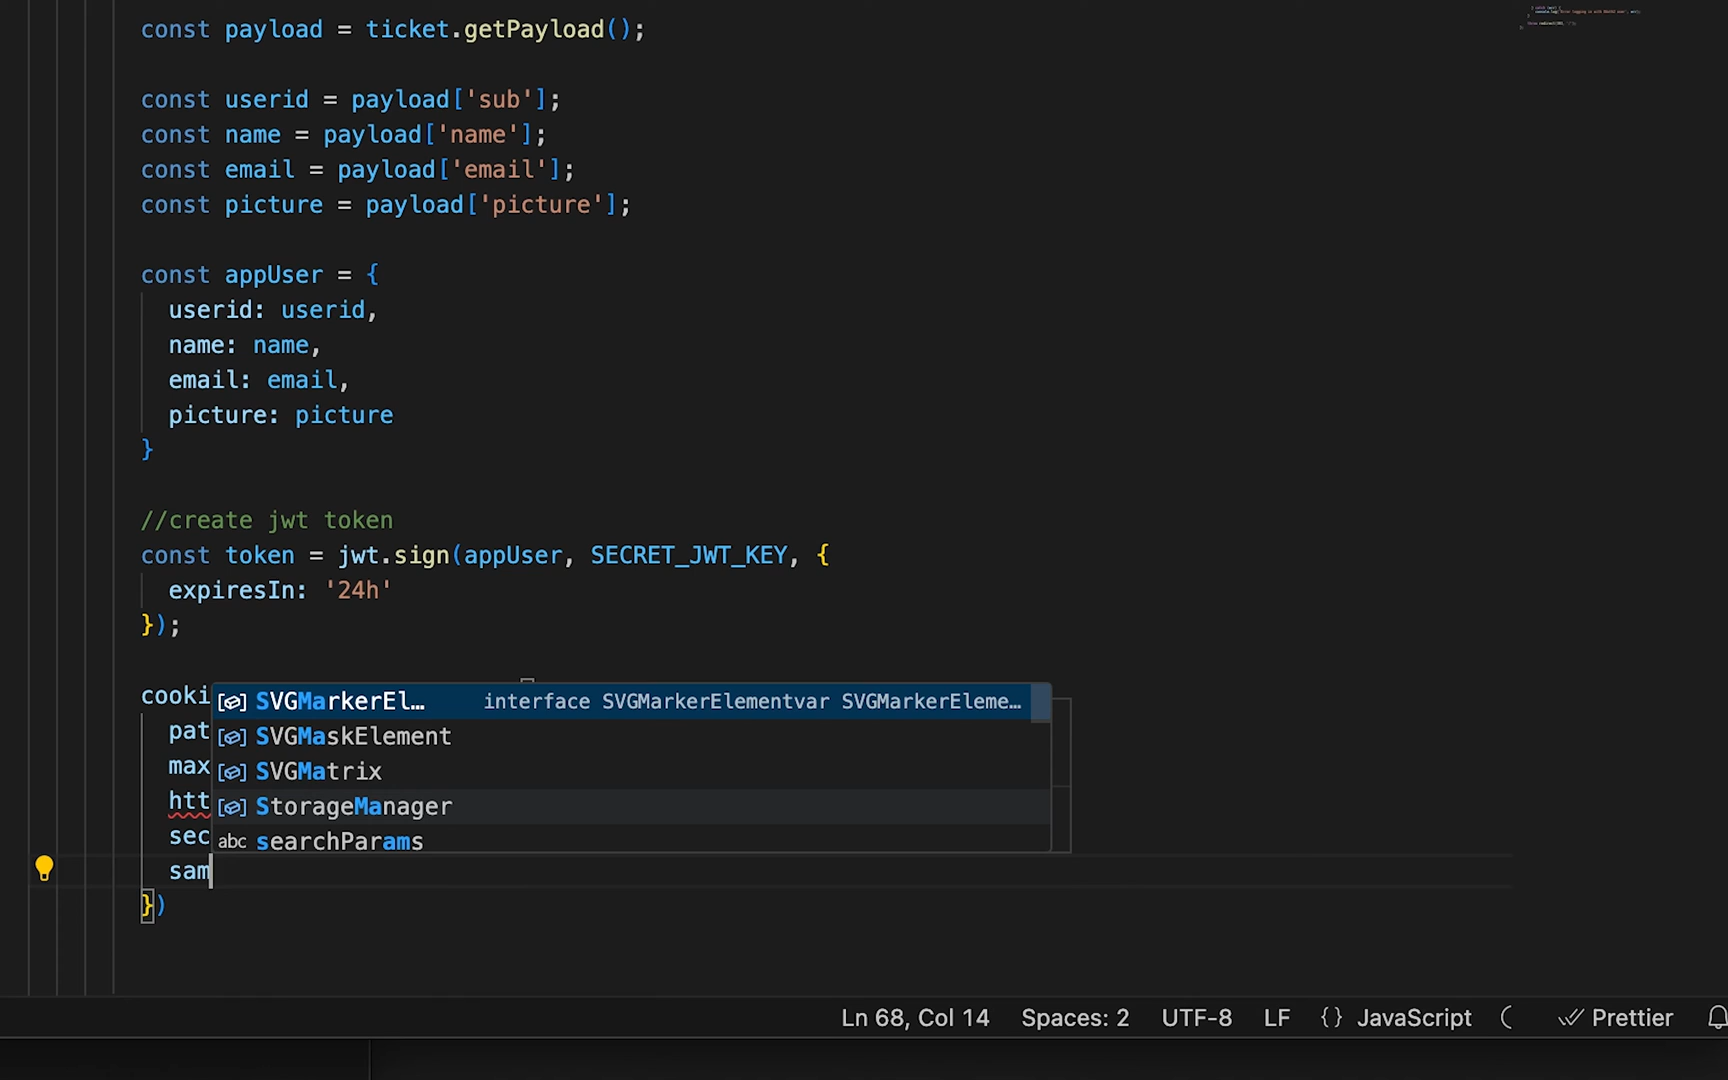 const payload = ticket.getPayload();
const userid = payload['sub'];
const name = payload['name'];
const email = payload['email'];
const picture = payload['picture'];
const appUser = {
userid: userid,
name: name,
email: email,
picture: picture
}
//create jwt token
const token = jwt.sign(appUser, SECRET_JWT_KEY, {
expiresIn: '24h'
});
cooki
SVGMarkerEl… interface SVGMarkerElementvar SVGMarkerEleme…
pat
SVGMaskElement
max
SVGMatrix
htt
StorageManager
sec
abc searchParams
sam
})
Ln 68, Col 14 Spaces: 2 UTF-8 LF {} JavaScript Prettier